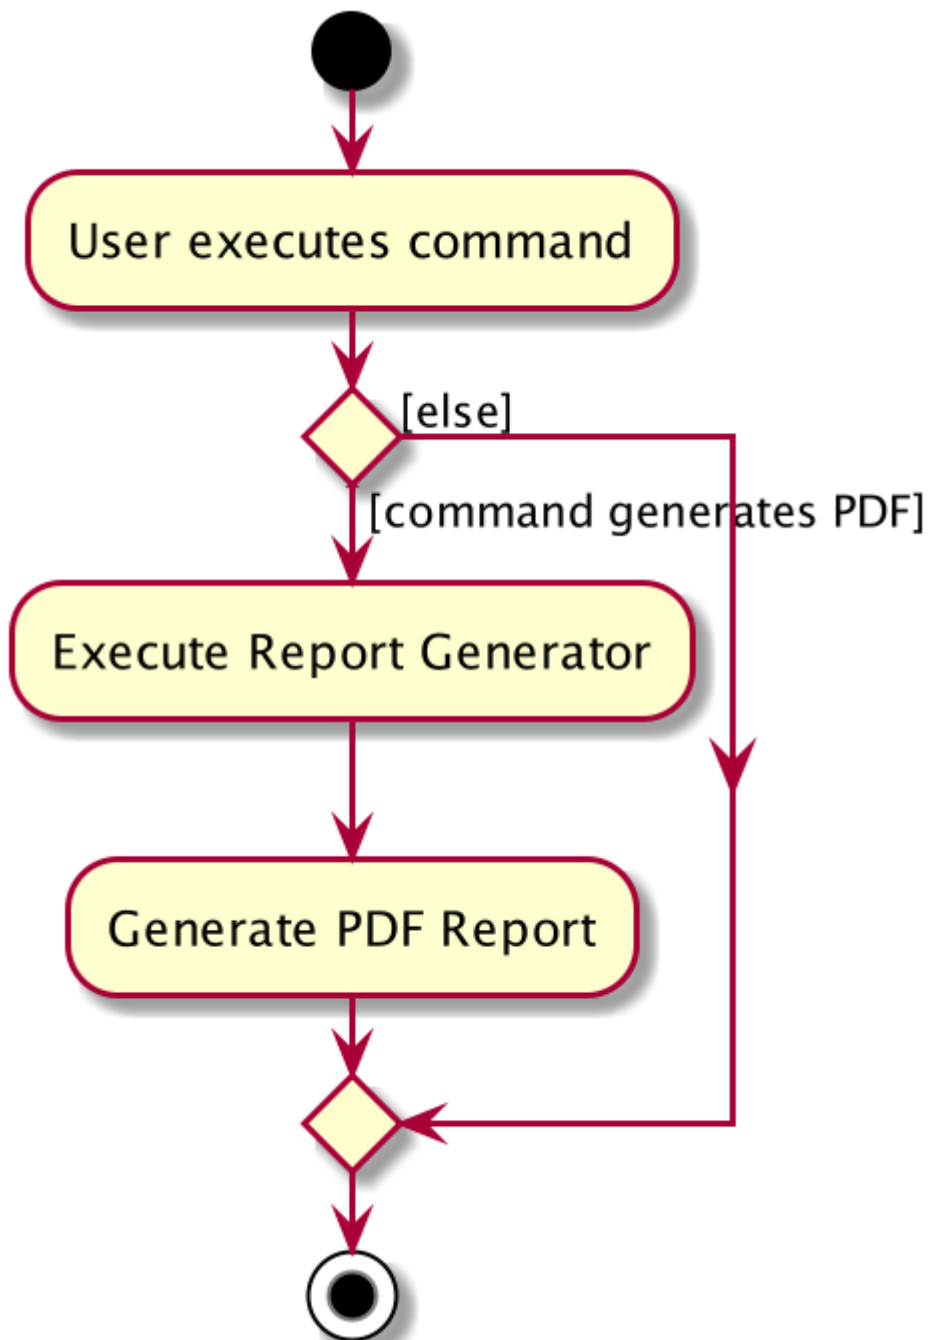 User executes command
[else]
[command generates PDF]
Execute Report Generator
Generate PDF Report